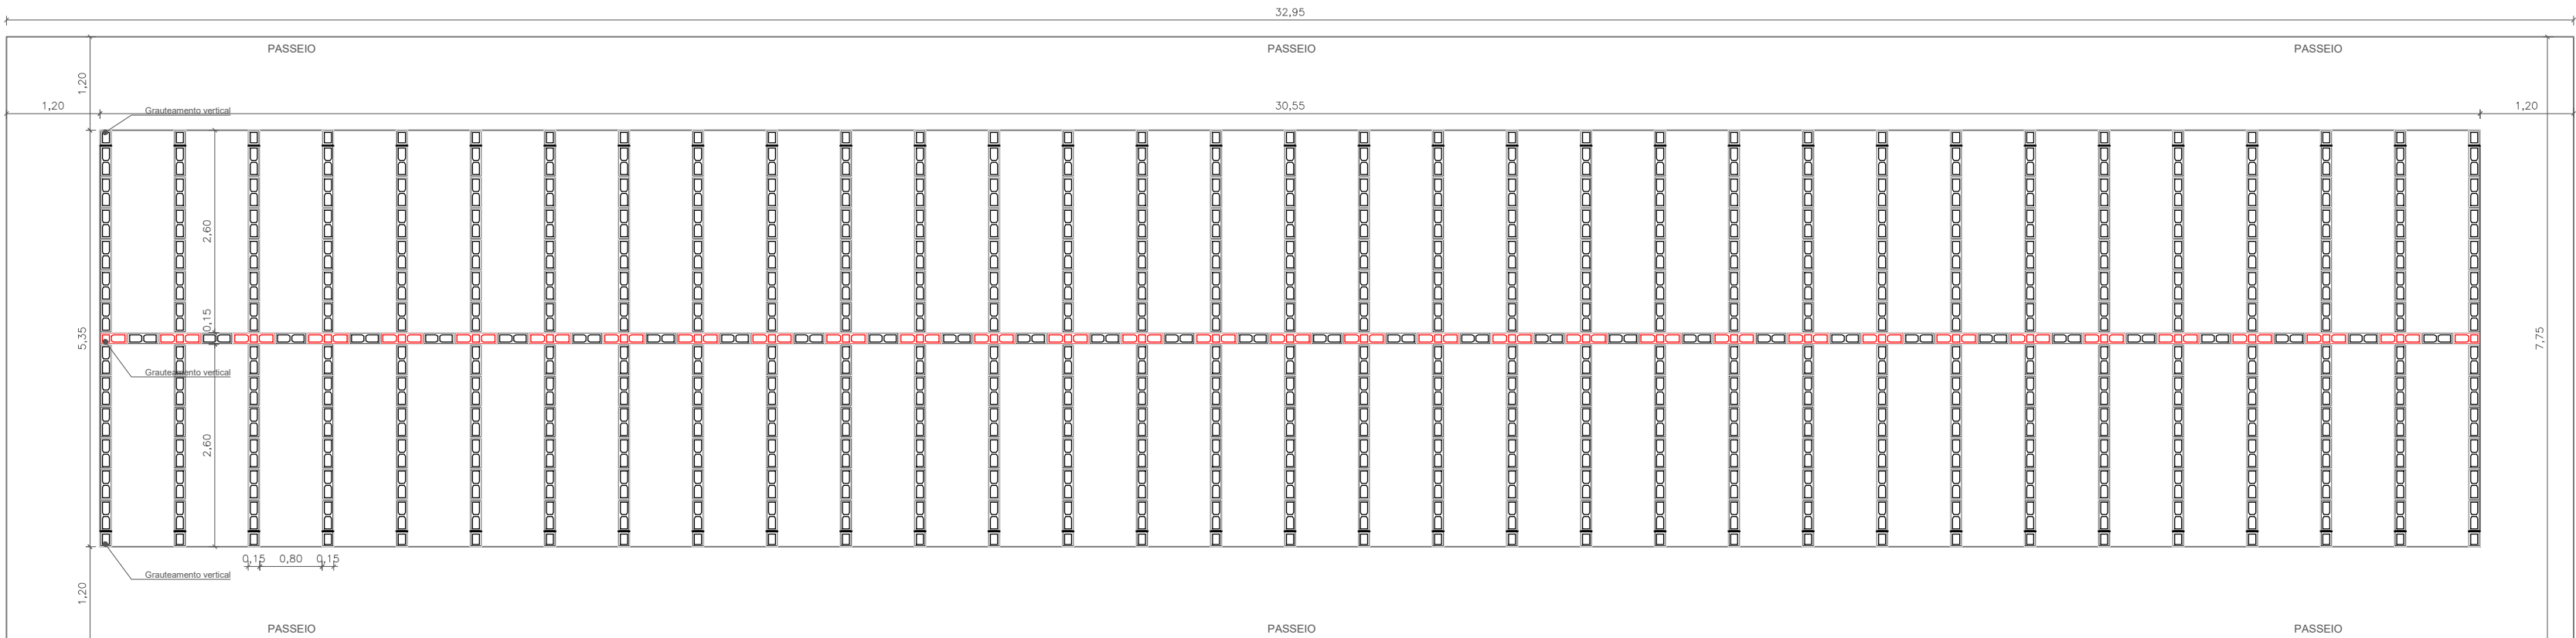 32,95
PASSEIO PASSEIO PASSEIO
1,20
1,20 30,55 1,20
Grauteamento vertical
2,60
0,15
5,35
7,75
Grauteamento vertical
2,60
0,15 0,80 0,15
Grauteamento vertical
1,20
PASSEIO PASSEIO PASSEIO